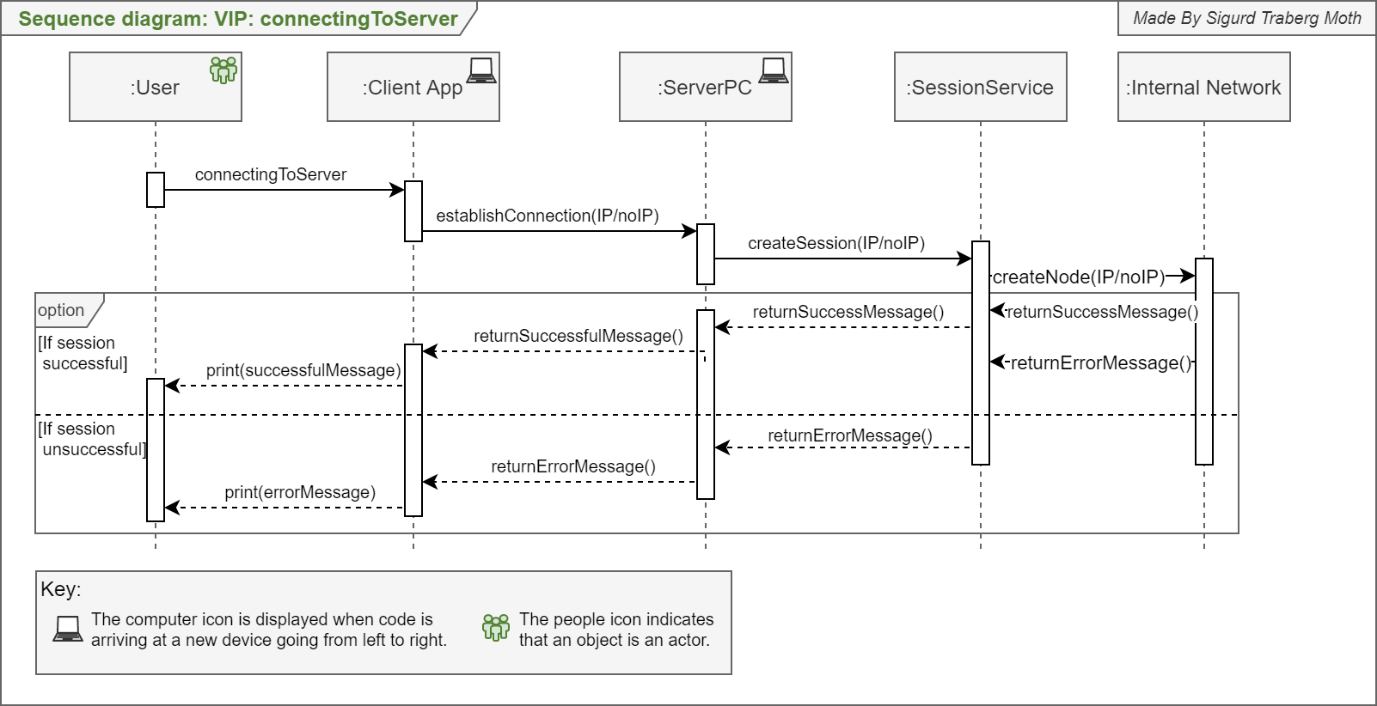 Sequence diagram: VIP: connectingToServer
Made By Sigurd Traberg Moth
:User
:Client App
:ServerPC
:SessionService
:Internal Network
connectingToServer
establishConnection(IP/noIP)
createSession(IP/noIP)
createNode(IP/noIP)
option
returnSuccessMessage()
returnSuccessMessage()
returnSuccessfulMessage()
[If session
successful]
returnErrorMessage()
print(successfulMessage)
[If session
unsuccessful]
returnErrorMessage()
returnErrorMessage()
print(errorMessage)
Key:
The computer icon is displayed when code is
arriving at a new device going from left to right.
The people icon indicates
that an object is an actor.